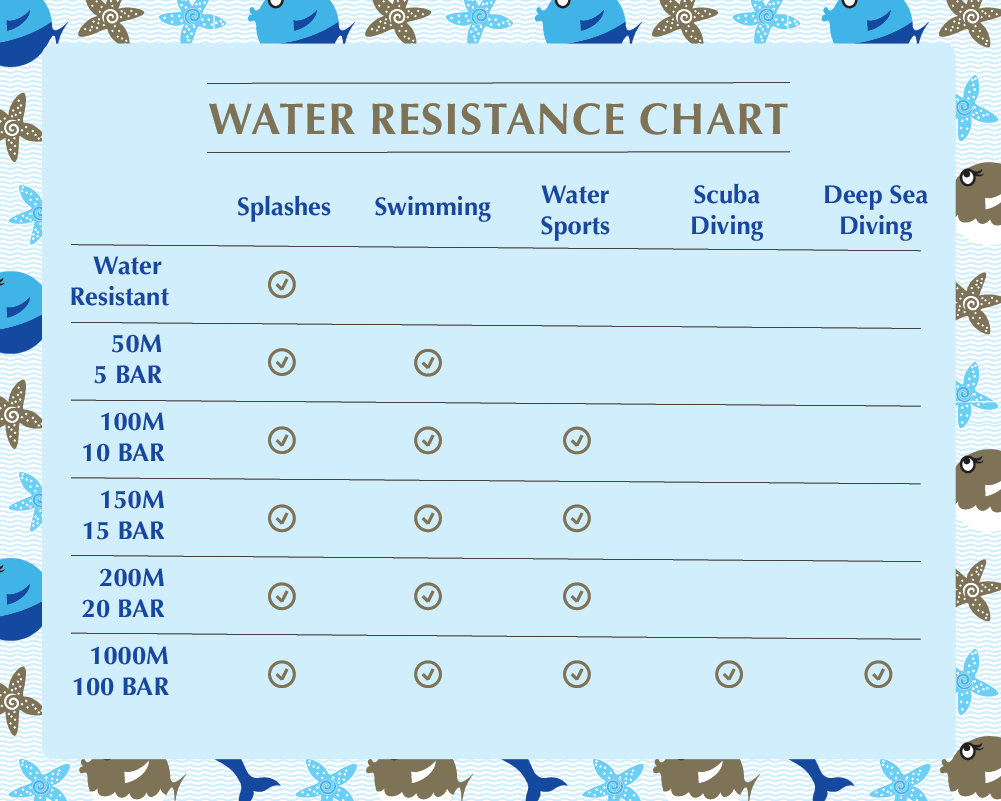 WATER RESISTANCE CHART
Splashes
Swimming
Water
Sports
Scuba
Diving
Deep Sea
Diving
Water
Resistant
50M
5 BAR
100M
10 BAR
150M
15 BAR
200M
20 BAR
1000M
100 BAR